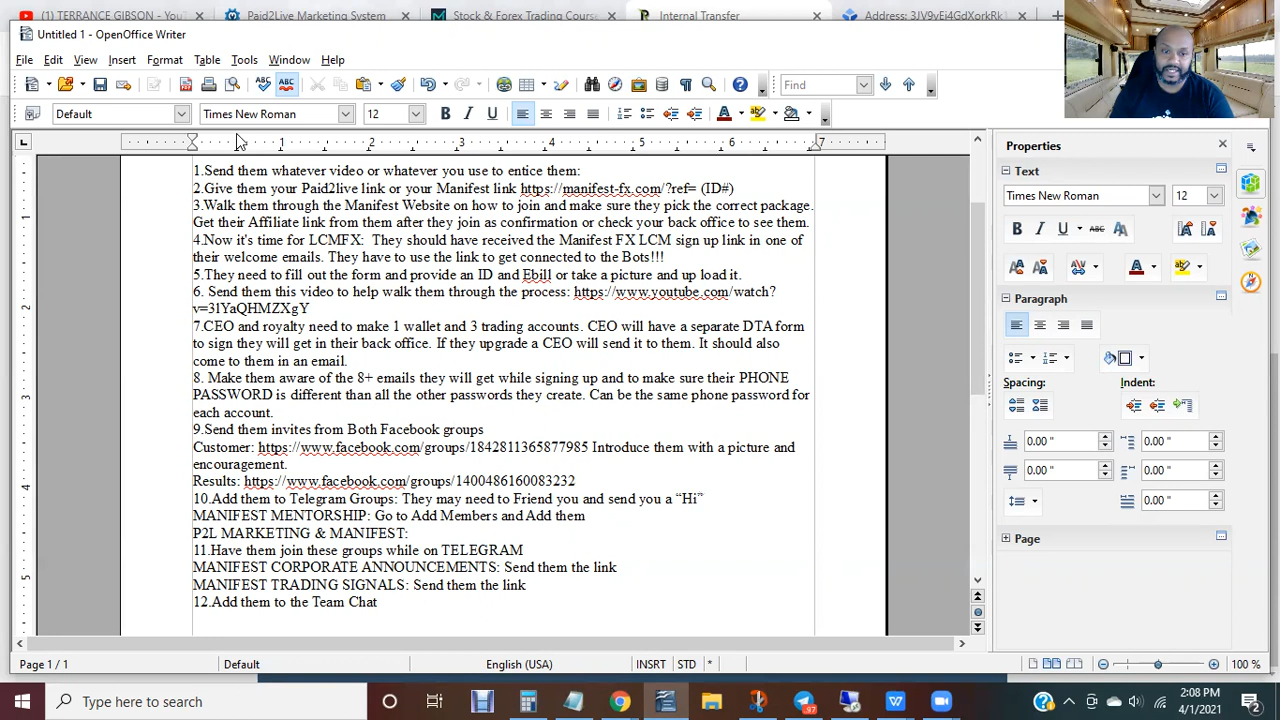 (1) TERRANCE GIBSON - YouT
Paid2Live Marketing System
Stock & Forex Trading Course
Internal Transfer
Address: 3JV9vEi4GdXorkRk
Untitled 1 - OpenOffice Writer
File Edit View Insert Format Table Tools Window Help
Find
Default
Times New Roman
12
1 2 3 4 5 6 7
1.Send them whatever video or whatever you use to entice them:
2.Give them your Paid2live link or your Manifest link https://manifest-fx.com/?ref= (ID#)
3.Walk them through the Manifest Website on how to join and make sure they pick the correct package.
Get their Affiliate link from them after they join as confirmation or check your back office to see them.
4.Now it's time for LCMFX:  They should have received the Manifest FX LCM sign up link in one of
their welcome emails. They have to use the link to get connected to the Bots!!!
5.They need to fill out the form and provide an ID and Ebill or take a picture and up load it.
6. Send them this video to help walk them through the process: https://www.youtube.com/watch?
v=3lYaQHMZXgY
7.CEO and royalty need to make 1 wallet and 3 trading accounts. CEO will have a separate DTA form
to sign they will get in their back office. If they upgrade a CEO will send it to them. It should also
come to them in an email.
8. Make them aware of the 8+ emails they will get while signing up and to make sure their PHONE
PASSWORD is different than all the other passwords they create. Can be the same phone password for
each account.
9.Send them invites from Both Facebook groups
Customer: https://www.facebook.com/groups/1842811365877985 Introduce them with a picture and
encouragement.
Results: https://www.facebook.com/groups/1400486160083232
10.Add them to Telegram Groups: They may need to Friend you and send you a “Hi”
MANIFEST MENTORSHIP: Go to Add Members and Add them
P2L MARKETING & MANIFEST:
11.Have them join these groups while on TELEGRAM
MANIFEST CORPORATE ANNOUNCEMENTS: Send them the link
MANIFEST TRADING SIGNALS: Send them the link
12.Add them to the Team Chat
1
2
3
4
5
Properties
Text
Times New Roman
12
Paragraph
Spacing:
Indent:
0.00 "
0.00 "
0.00 "
0.00 "
0.00 "
Page
Page 1 / 1
Default
English (USA)
INSRT
STD
*
100 %
Type here to search
97
2:08 PM
4/1/2021
2